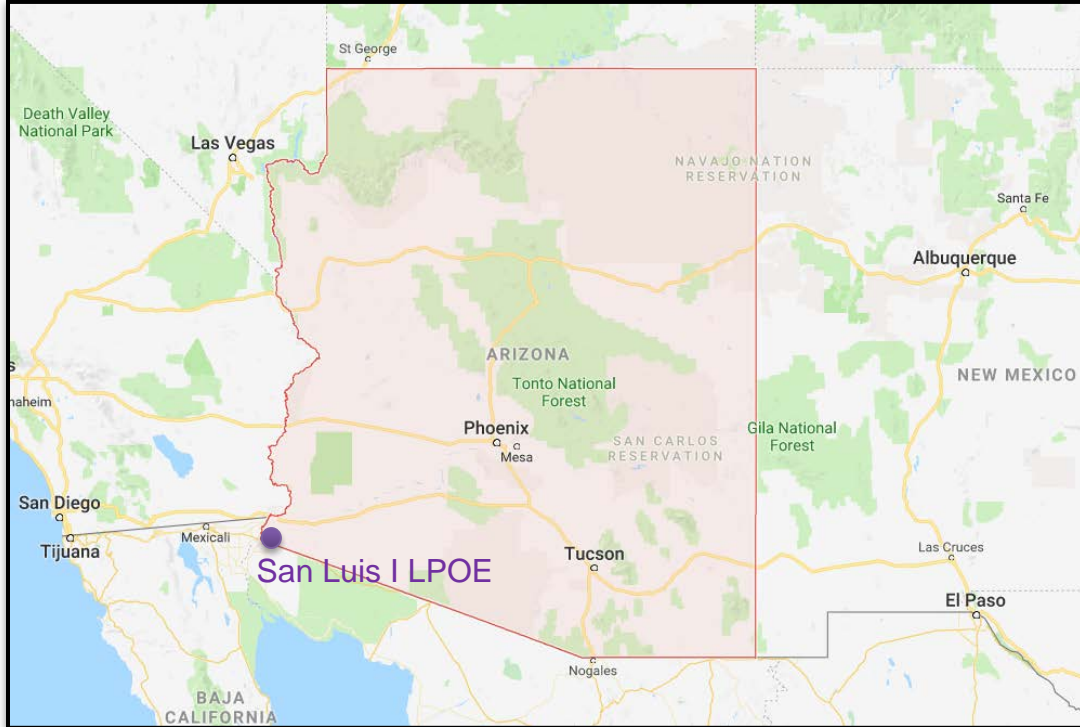 St George
Death Valley
National Park
Las Vegas
NAVAJO NATION
RESERVATION
Santa Fe
Albuquerque
ARIZONA
NEW MEXICO
Tonto National
Forest
s
naheim
Phoenix
Mesa
SAN CARLOS
RESERVATION
Gila National
Forest
San Diego
Tijuana
Mexicali
San Luis I LPOE
Tucson
Las Cruces
El Paso
Nogales
BAJA
CALIFORNIA